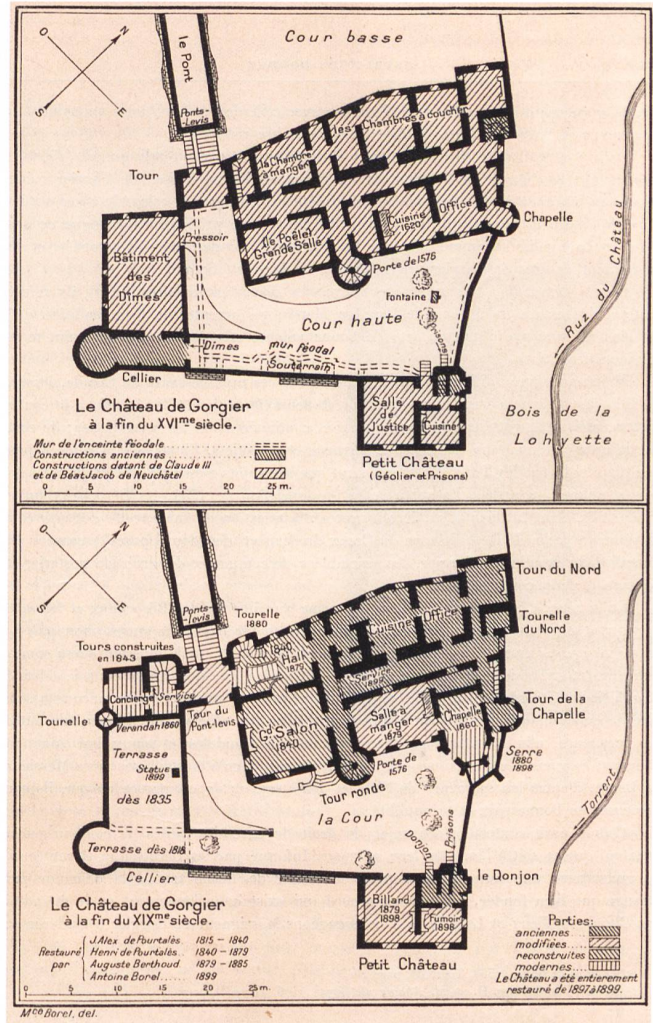 O
N
S
E
le Pont
Ponts-
Levis
Cour basse
Tour
la Chambre
à manger
les Chambres à coucher
Cuisine
1620
Office
Chapelle
le Poêle
Grande Salle
Pressoir
Bâtiment
des
Dîmes
Porte de 1576
Fontaine
Cour haute
Prisons
Dîmes
mur féodal
Souterrain
Cellier
Ruz du Château
Bois de la
Salle
de
Justice
Cuisine
Petit Château
(Géolier et Prisons)
Le Château de Gorgier
à la fin du XVIme siècle.
Mur de l'enceinte féodale
Constructions anciennes
Constructions datant de Claude III
et de Béat Jacob de Neuchâtel
0 5 10 15 20 25 m.
O
N
S
E
Ponts-
levis
Tourelle
1880
Tours construites
en 1843
Concierge
Service
Tourelle
Verandah 1860
Tour du
Pont-levis
Terrasse
Statue
1899
dès 1835
1840
Hall
1879
Cuisine
Office
Tour du Nord
Tourelle
du Nord
Gd Salon
1840
Salle à
manger
1879
Chapelle
1860
Tour de la
Chapelle
Serre
1880
1898
Porte de
1576
Tour ronde
la Cour
Donjon
Prisons
Torrent
Cellier
le Donjon
Billard
1879
1898
Fumoir
1898
Petit Château
Le Château de Gorgier
à la fin du XIXme siècle.
Restauré
par
J. Alex de Pourtalès 1815 – 1840
Henri de Pourtalès 1840 – 1879
Auguste Berthoud 1879 – 1885
Antoine Borel 1899
0 5 10 15 20 25 m.
Parties:
anciennes
modifiées
reconstruites
modernes
Le Château a été entierement
restauré de 1897 à 1899.
Mce Borel, del.